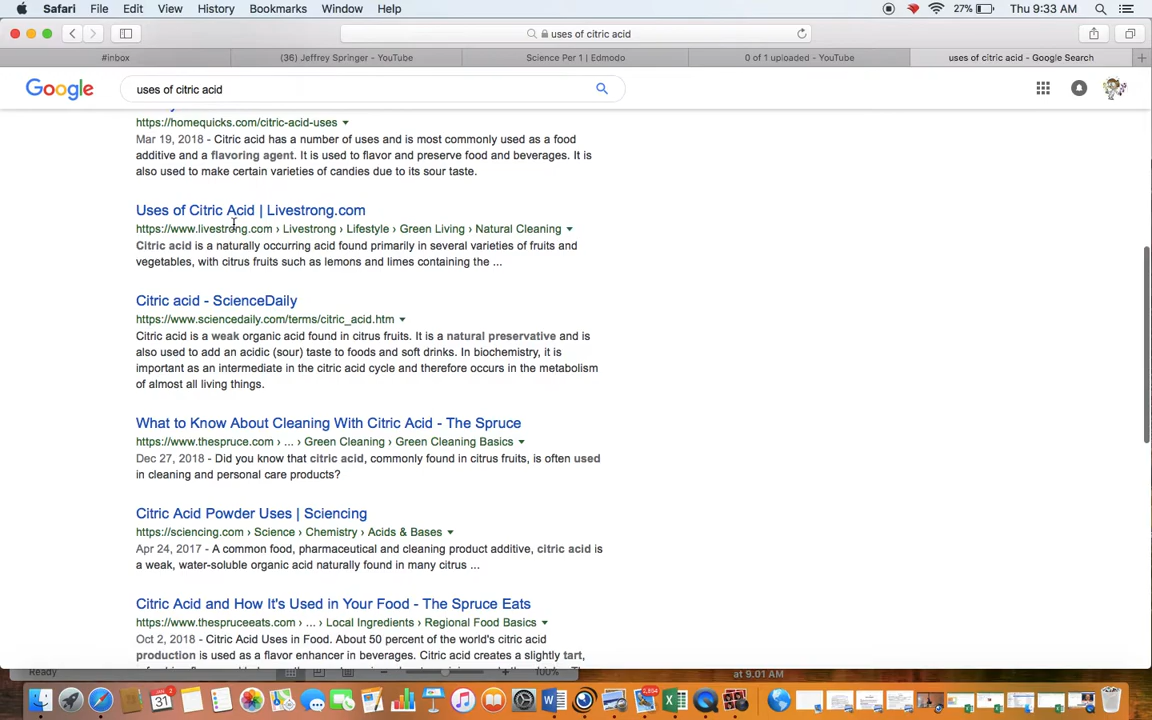 Safari File Edit View History Bookmarks Window Help 27% Thu 9:33 AM
uses of citric acid
#inbox (36) Jeffrey Springer - YouTube Science Per 1 | Edmodo 0 of 1 uploaded - YouTube uses of citric acid - Google Search
Google uses of citric acid
https://homequicks.com/citric-acid-uses
Mar 19, 2018 - Citric acid has a number of uses and is most commonly used as a food
additive and a flavoring agent. It is used to flavor and preserve food and beverages. It is
also used to make certain varieties of candies due to its sour taste.
Uses of Citric Acid | Livestrong.com
https://www.livestrong.com › Livestrong › Lifestyle › Green Living › Natural Cleaning
Citric acid is a naturally occurring acid found primarily in several varieties of fruits and
vegetables, with citrus fruits such as lemons and limes containing the ...
Citric acid - ScienceDaily
https://www.sciencedaily.com/terms/citric_acid.htm
Citric acid is a weak organic acid found in citrus fruits. It is a natural preservative and is
also used to add an acidic (sour) taste to foods and soft drinks. In biochemistry, it is
important as an intermediate in the citric acid cycle and therefore occurs in the metabolism
of almost all living things.
What to Know About Cleaning With Citric Acid - The Spruce
https://www.thespruce.com › ... › Green Cleaning › Green Cleaning Basics
Dec 27, 2018 - Did you know that citric acid, commonly found in citrus fruits, is often used
in cleaning and personal care products?
Citric Acid Powder Uses | Sciencing
https://sciencing.com › Science › Chemistry › Acids & Bases
Apr 24, 2017 - A common food, pharmaceutical and cleaning product additive, citric acid is
a weak, water-soluble organic acid naturally found in many citrus ...
Citric Acid and How It's Used in Your Food - The Spruce Eats
https://www.thespruceeats.com › ... › Local Ingredients › Regional Food Basics
Oct 2, 2018 - Citric Acid Uses in Food. About 50 percent of the world's citric acid
production is used as a flavor enhancer in beverages. Citric acid creates a slightly tart,
Ready 100% at 9.01 AM
31 2,854